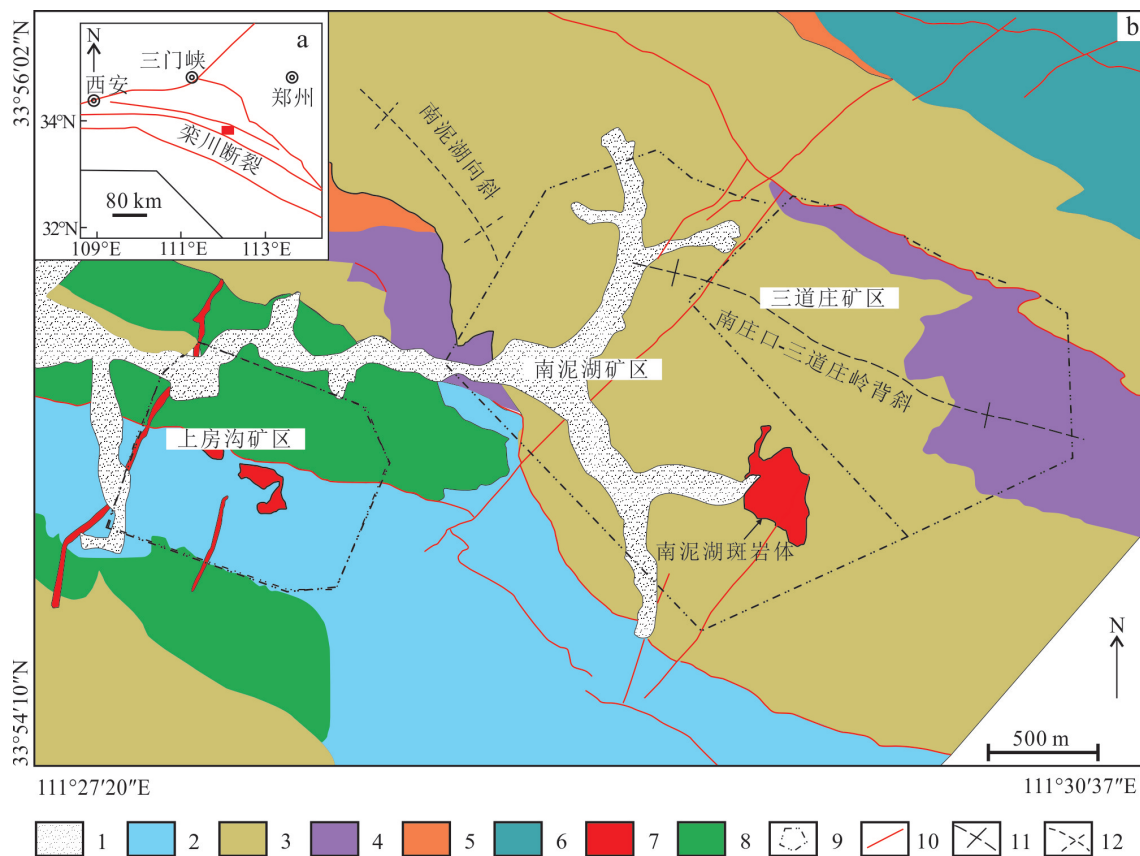 a
N
三门峡
西安
郑州
34°N
栾川断裂
80 km
32°N
109°E
111°E
113°E
b
33°56′02″N
南泥湖向斜
三道庄矿区
南庄口-三道庄岭背斜
南泥湖矿区
上房沟矿区
南泥湖斑岩体
N
33°54′10″N
500 m
111°27′20″E
111°30′37″E
1 2 3 4 5 6 7 8 9 10 11 12